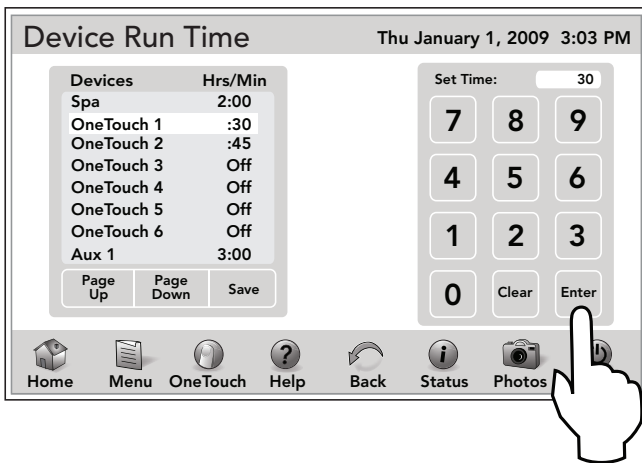 Device Run Time
Thu January 1, 2009 3:03 PM
Devices Hrs/Min
Spa 2:00
OneTouch 1 :30
OneTouch 2 :45
OneTouch 3 Off
OneTouch 4 Off
OneTouch 5 Off
OneTouch 6 Off
Aux 1 3:00
Page Up
Page Down
Save
Set Time: 30
7 8 9
4 5 6
1 2 3
0 Clear Enter
Home Menu OneTouch Help Back Status Photos